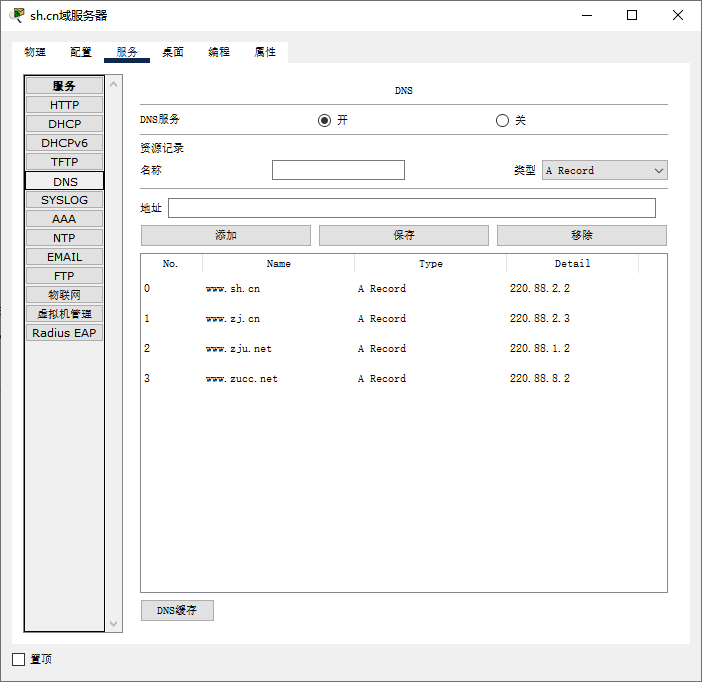 sh.cn域服务器
物理 配置 服务 桌面 编程 属性
服务
HTTP
DHCP
DHCPv6
TFTP
DNS
SYSLOG
AAA
NTP
EMAIL
FTP
物联网
虚拟机管理
Radius EAP
DNS
DNS服务 开 关
资源记录
名称 类型 A Record
地址
添加 保存 移除
No. Name Type Detail
0 www.sh.cn A Record 220.88.2.2
1 www.zj.cn A Record 220.88.2.3
2 www.zju.net A Record 220.88.1.2
3 www.zucc.net A Record 220.88.8.2
DNS缓存
置顶